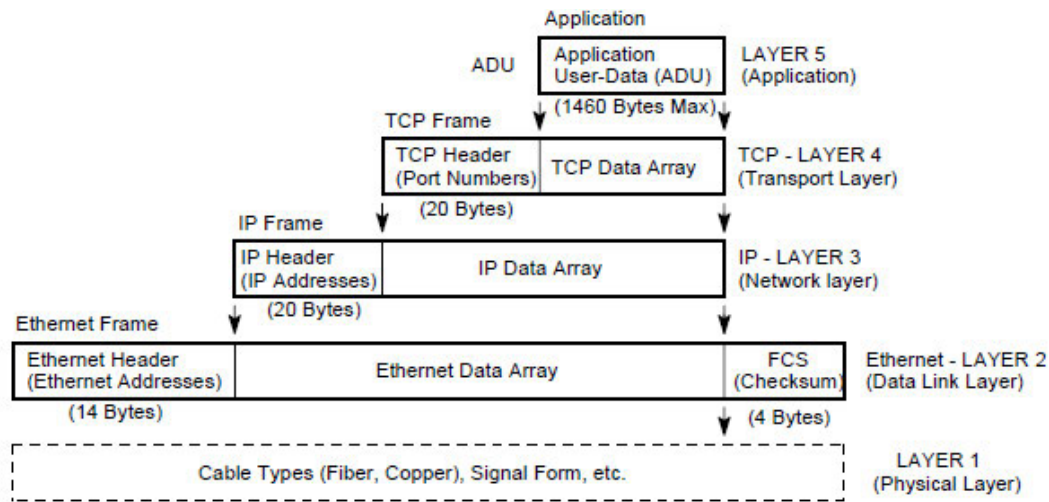 Application
ADU
Application
User-Data (ADU)
LAYER 5
(Application)
(1460 Bytes Max)
TCP Frame
TCP Header
(Port Numbers)
TCP Data Array
TCP - LAYER 4
(Transport Layer)
(20 Bytes)
IP Frame
IP Header
(IP Addresses)
IP Data Array
IP - LAYER 3
(Network layer)
(20 Bytes)
Ethernet Frame
Ethernet Header
(Ethernet Addresses)
Ethernet Data Array
FCS
(Checksum)
Ethernet - LAYER 2
(Data Link Layer)
(14 Bytes)
(4 Bytes)
Cable Types (Fiber, Copper), Signal Form, etc.
LAYER 1
(Physical Layer)